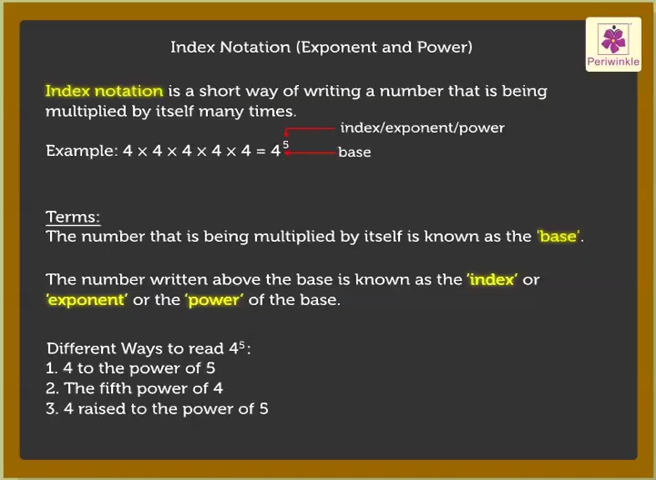 Index Notation (Exponent and Power)
Periwinkle
Index notation is a short way of writing a number that is being
multiplied by itself many times.
index/exponent/power
Example: 4 × 4 × 4 × 4 × 4 = 4⁵
base
Terms:
The number that is being multiplied by itself is known as the 'base'.
The number written above the base is known as the 'index' or
'exponent' or the 'power' of the base.
Different Ways to read 4⁵:
1. 4 to the power of 5
2. The fifth power of 4
3. 4 raised to the power of 5